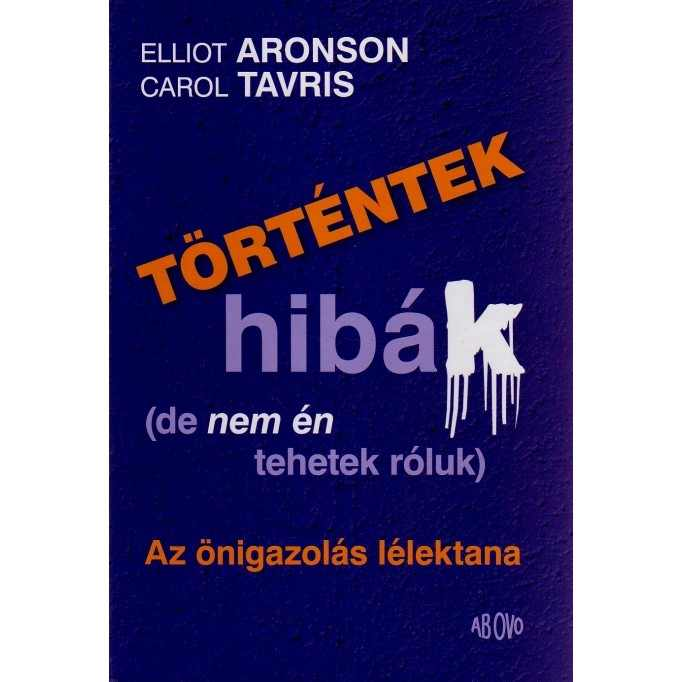 ELLIOT ARONSON
CAROL TAVRIS
TÖRTÉNTEK
hibák
(de nem én
tehetek róluk)
Az önigazolás lélektana
AB OVO